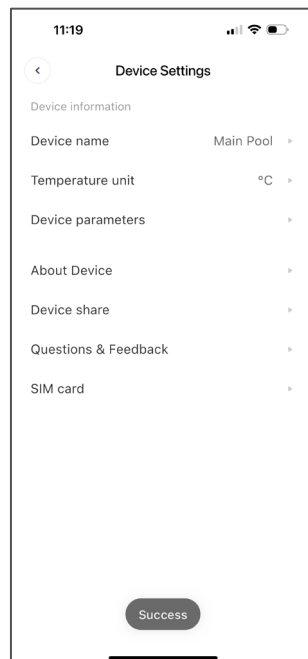 11:19
Device Settings
Device information
Device name Main Pool
Temperature unit °C
Device parameters
About Device
Device share
Questions & Feedback
SIM card
Success